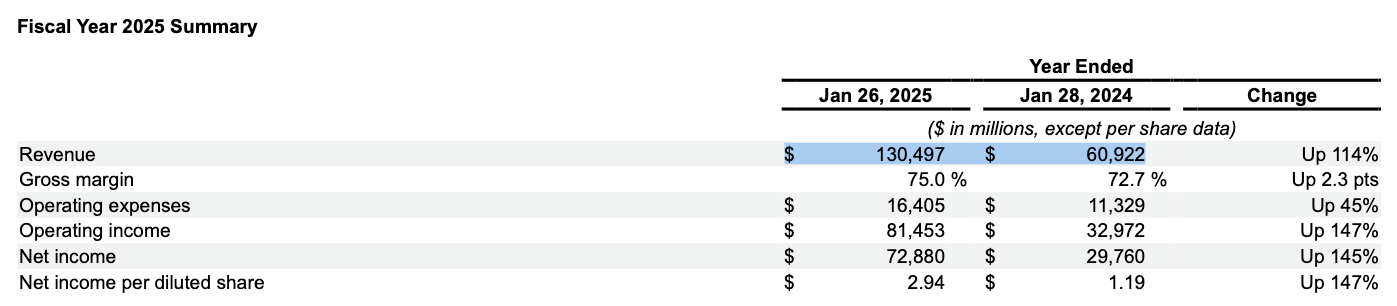 Fiscal Year 2025 Summary
Year Ended
Jan 26, 2025 Jan 28, 2024 Change
($ in millions, except per share data)
Revenue $ 130,497 $ 60,922 Up 114%
Gross margin 75.0 % 72.7 % Up 2.3 pts
Operating expenses $ 16,405 $ 11,329 Up 45%
Operating income $ 81,453 $ 32,972 Up 147%
Net income $ 72,880 $ 29,760 Up 145%
Net income per diluted share $ 2.94 $ 1.19 Up 147%